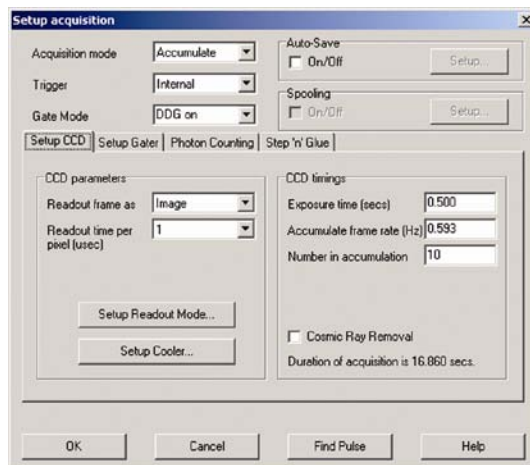 Setup acquisition
Acquisition mode Accumulate
Trigger Internal
Gate Mode DDG on
Auto-Save
On/Off Setup...
Spooling
On/Off Setup...
Setup CCD Setup Gater Photon Counting Step 'n' Glue
CCD parameters
Readout frame as Image
Readout time per pixel (usec) 1
Setup Readout Mode...
Setup Cooler...
CCD timings
Exposure time (secs) 0.500
Accumulate frame rate (Hz) 0.593
Number in accumulation 10
Cosmic Ray Removal
Duration of acquisition is 16.860 secs.
OK Cancel Find Pulse Help